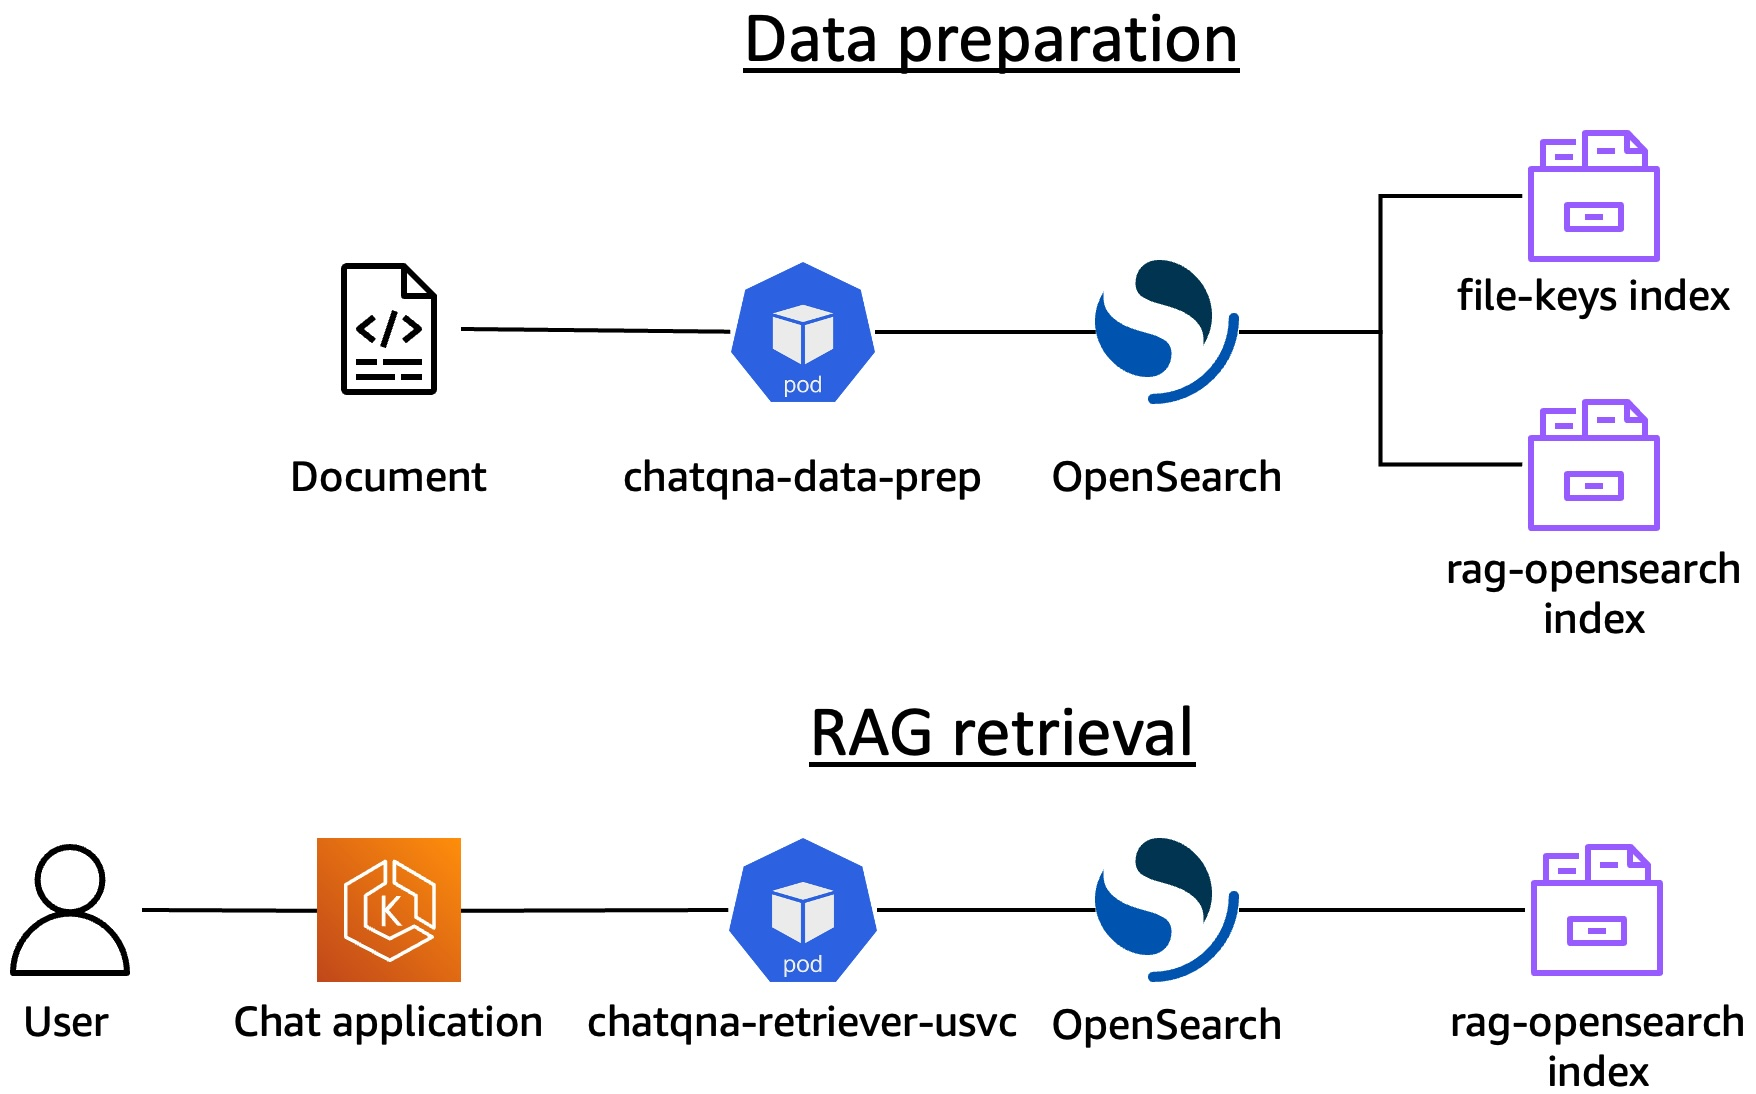 Data preparation
file-keys index
</>
pod
Document
chatqna-data-prep
OpenSearch
rag-opensearch
index
RAG retrieval
K
pod
User
Chat application
chatqna-retriever-usvc
OpenSearch
rag-opensearch
index